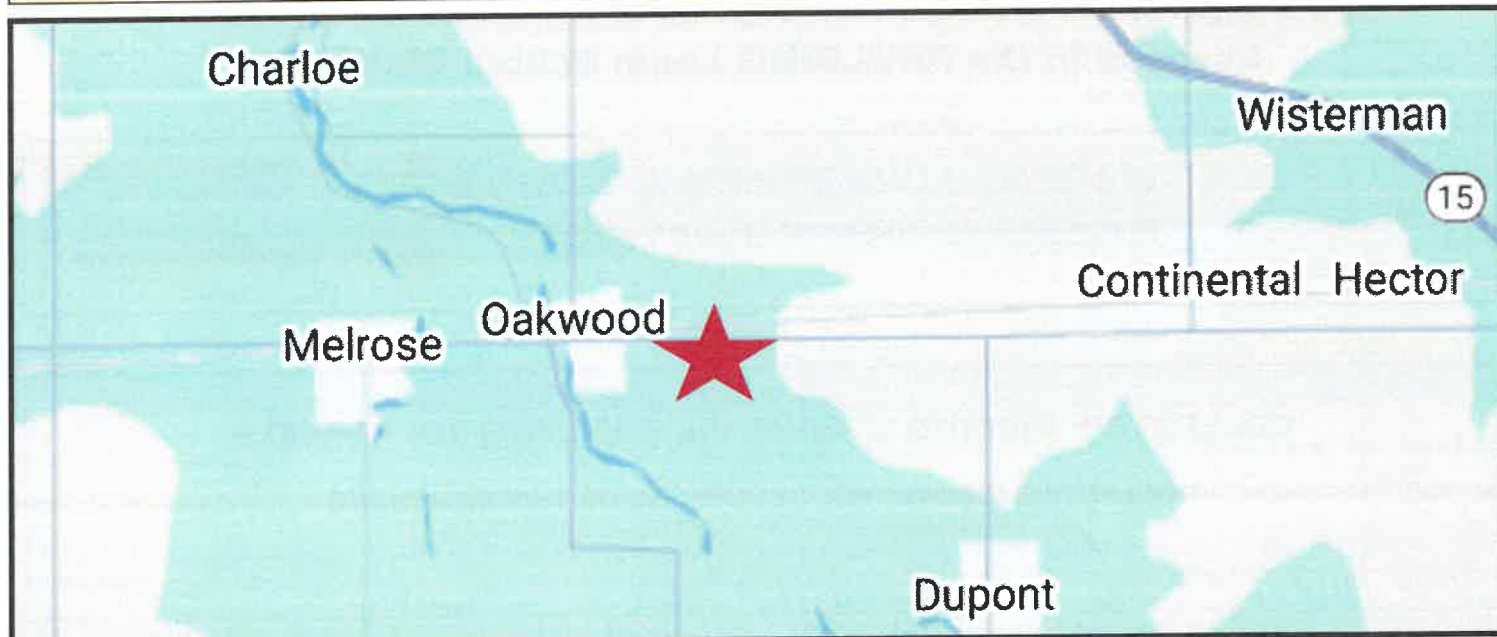 Charloe
Wisterman
15
Continental Hector
Oakwood
Melrose
Dupont